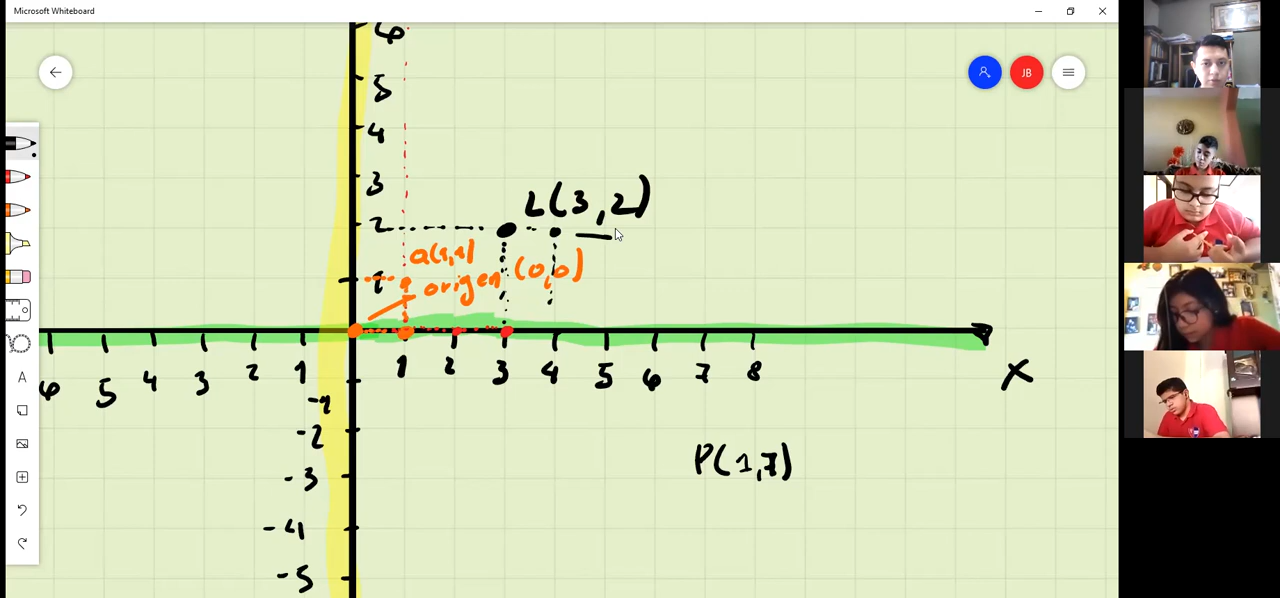 Microsoft Whiteboard
JB
6
5
4
3
2
1
L(3,2)
a(1,1)
origen (0,0)
6 5 4 3 2 1 1 2 3 4 5 6 7 8
X
-1
-2
-3
-4
-5
P(1,7)
A